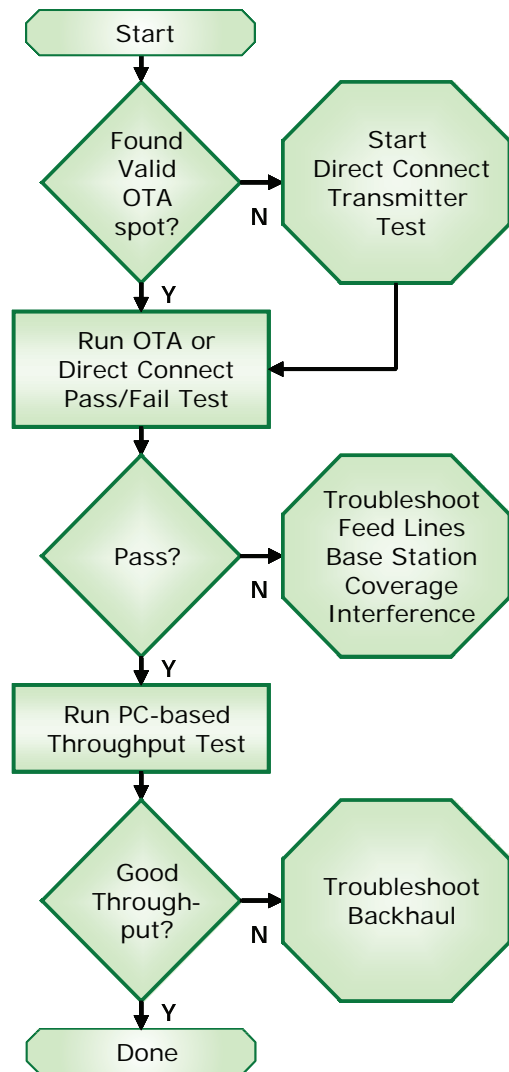 Start
Found
Valid
OTA
spot?
N
Start
Direct Connect
Transmitter
Test
Y
Run OTA or
Direct Connect
Pass/Fail Test
Pass?
N
Troubleshoot
Feed Lines
Base Station
Coverage
Interference
Y
Run PC-based
Throughput Test
Good
Through-
put?
N
Troubleshoot
Backhaul
Y
Done